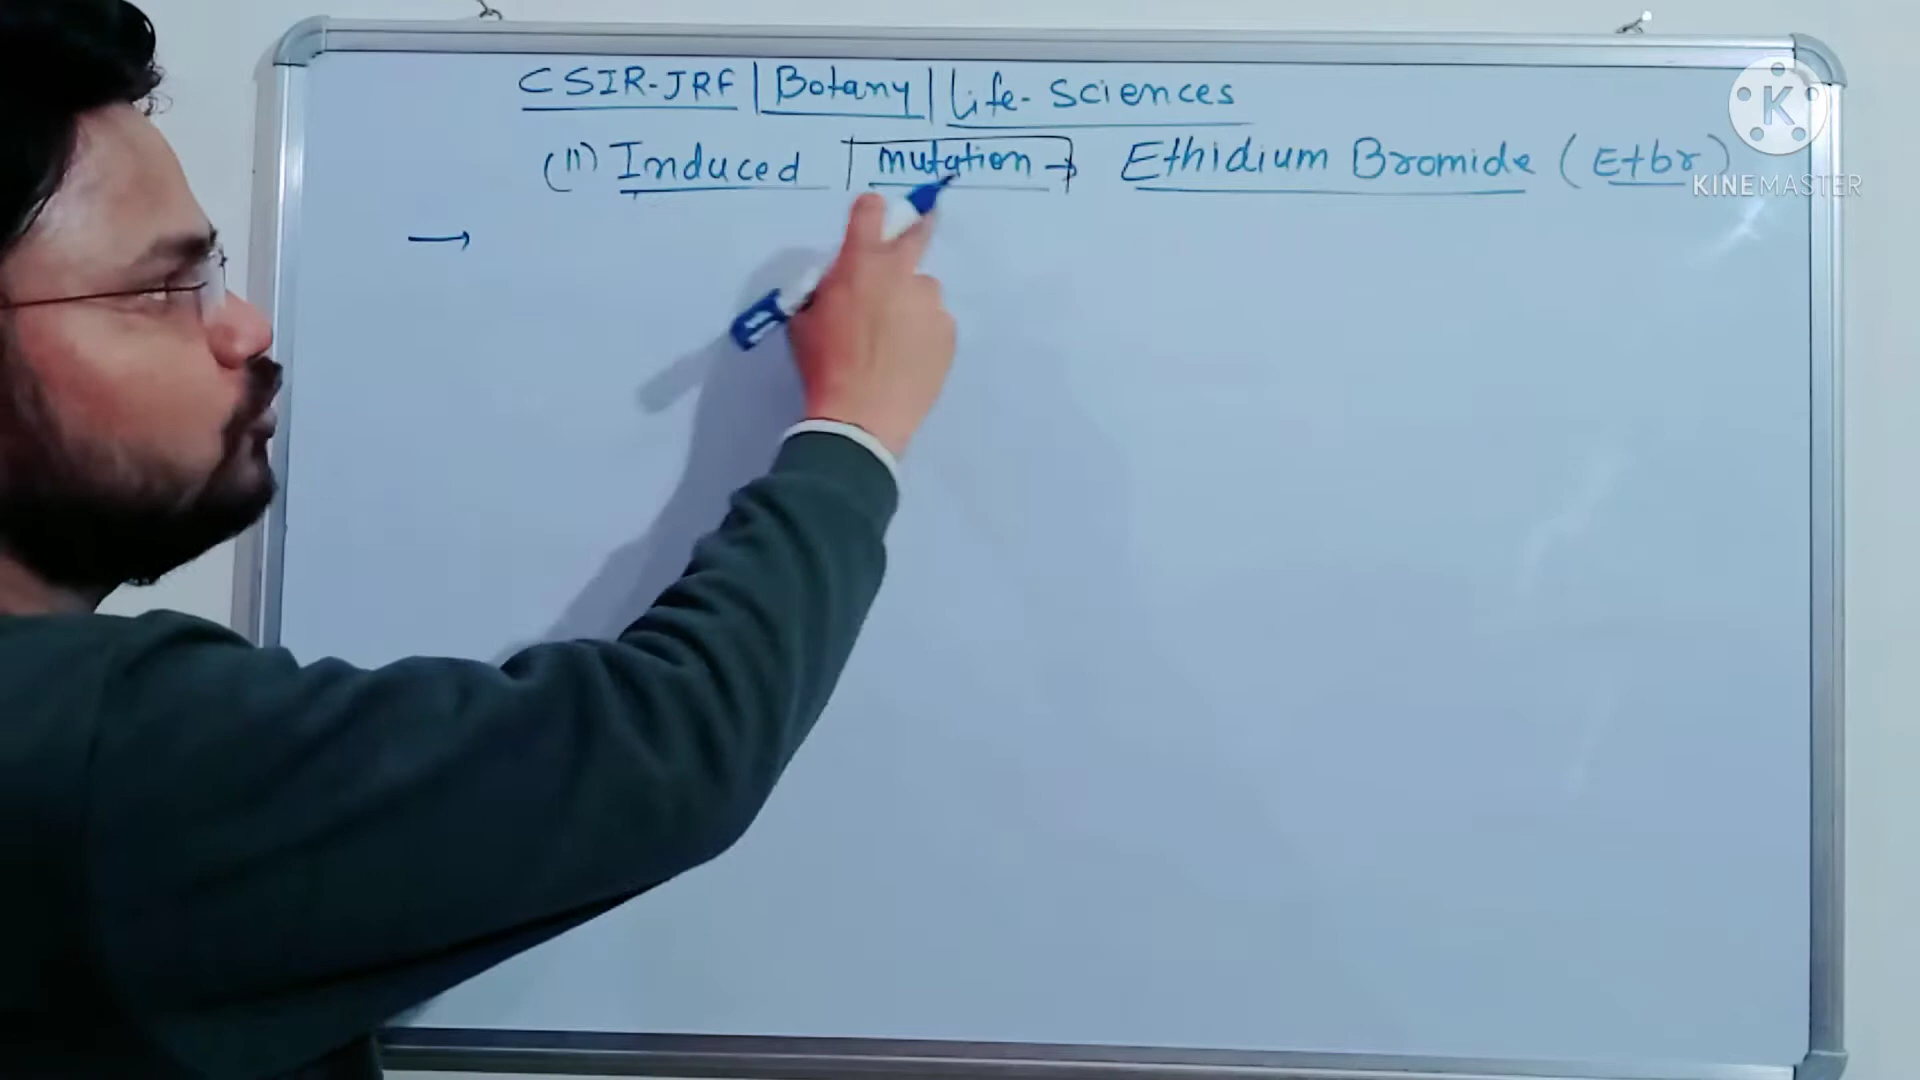 CSIR-JRF | Botany | Life-Sciences
(II) Induced | mutation → Ethidium Bromide (Etbr)
→
K
KINEMASTER